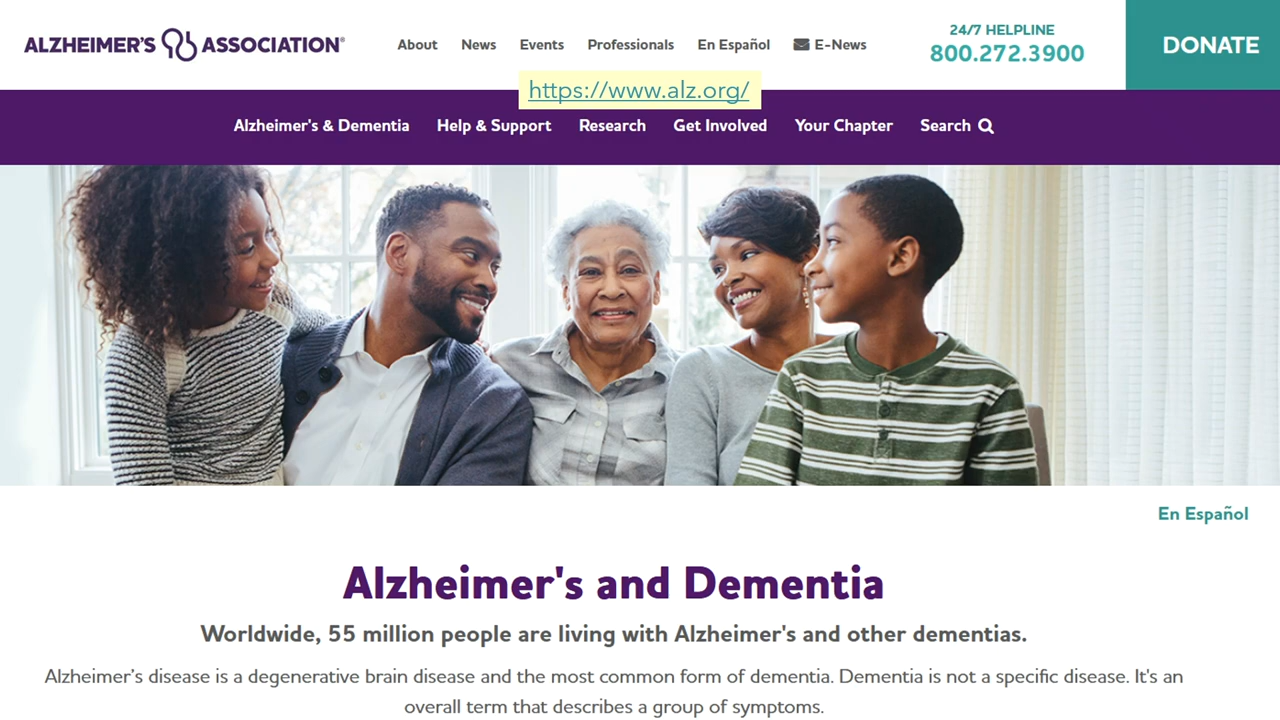 ALZHEIMER'S ASSOCIATION®
About News Events Professionals En Español E-News
24/7 HELPLINE
800.272.3900
DONATE
https://www.alz.org/
Alzheimer's & Dementia Help & Support Research Get Involved Your Chapter Search
En Español
Alzheimer's and Dementia
Worldwide, 55 million people are living with Alzheimer's and other dementias.
Alzheimer’s disease is a degenerative brain disease and the most common form of dementia. Dementia is not a specific disease. It's an
overall term that describes a group of symptoms.